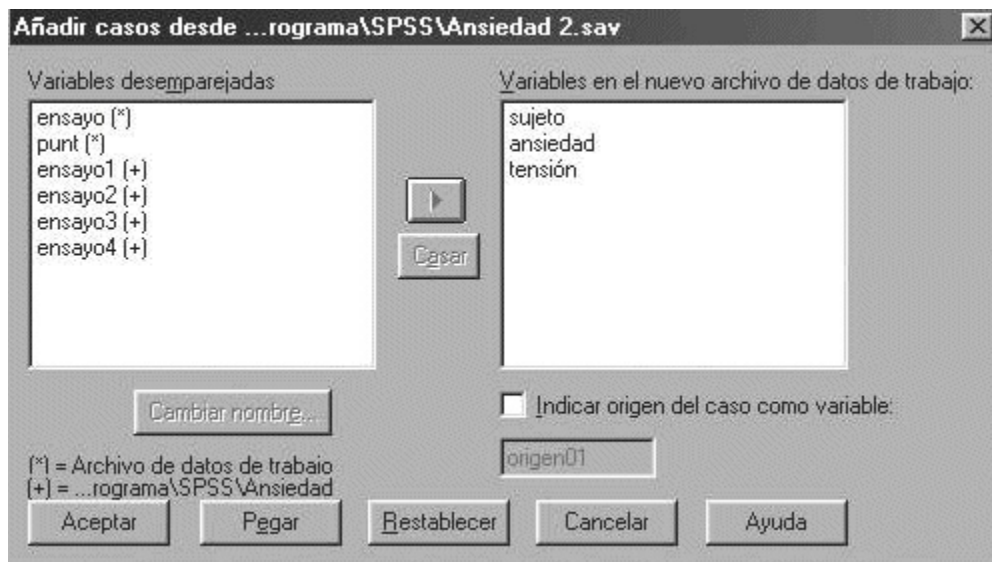 Añadir casos desde ...rograma\SPSS\Ansiedad 2.sav
Variables desemparejadas
ensayo (*)
punt (*)
ensayo1 (+)
ensayo2 (+)
ensayo3 (+)
ensayo4 (+)
Casar
Variables en el nuevo archivo de datos de trabajo:
sujeto
ansiedad
tensión
Cambiar nombre...
Indicar origen del caso como variable:
origen01
(*) = Archivo de datos de trabajo
(+) = ...rograma\SPSS\Ansiedad
Aceptar Pegar Restablecer Cancelar Ayuda